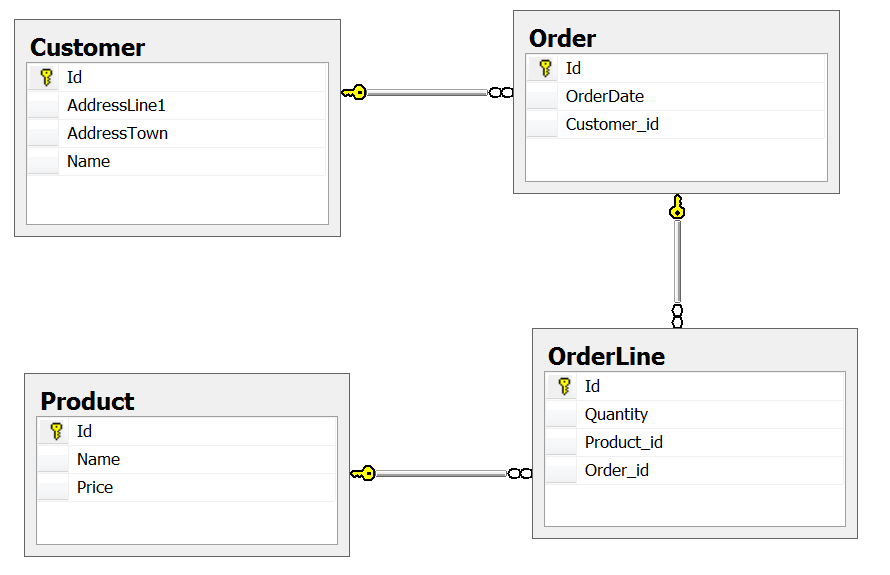 Customer
Id
AddressLine1
AddressTown
Name
Order
Id
OrderDate
Customer_id
Product
Id
Name
Price
OrderLine
Id
Quantity
Product_id
Order_id